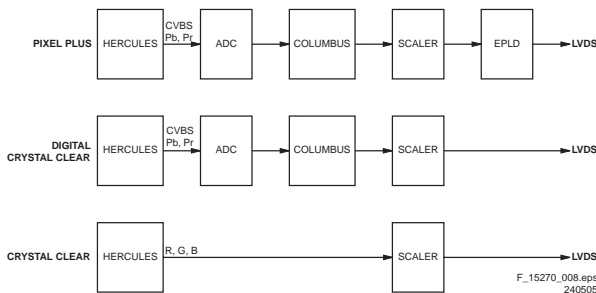 CVBS
Pb, Pr
PIXEL PLUS HERCULES ADC COLUMBUS SCALER EPLD LVDS
CVBS
Pb, Pr
DIGITAL
CRYSTAL CLEAR HERCULES ADC COLUMBUS SCALER LVDS
CRYSTAL CLEAR HERCULES R, G, B SCALER LVDS
F_15270_008.eps
240505